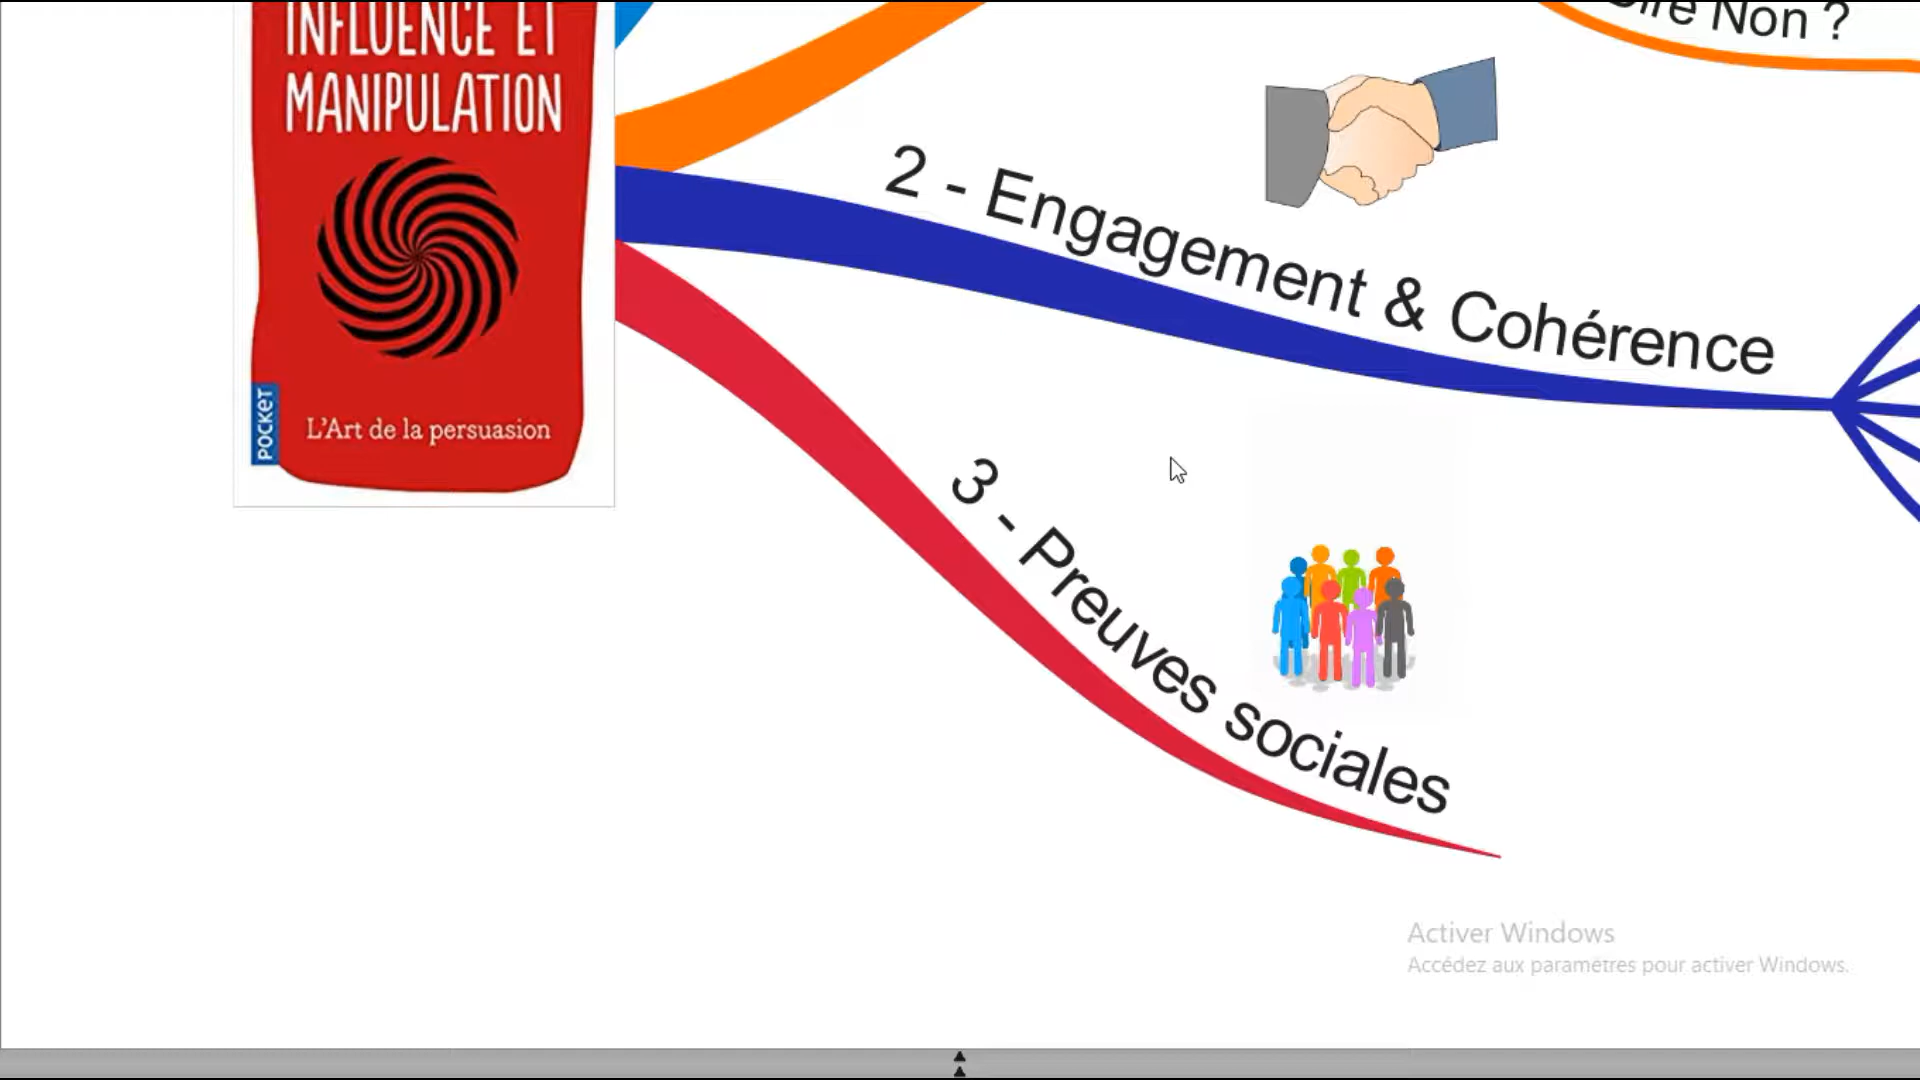 INFLUENCE ET
MANIPULATION
POCKET
L'Art de la persuasion
Non ?
2 - Engagement & Cohérence
3 - Preuves sociales
Activer Windows
Accédez aux paramètres pour activer Windows.